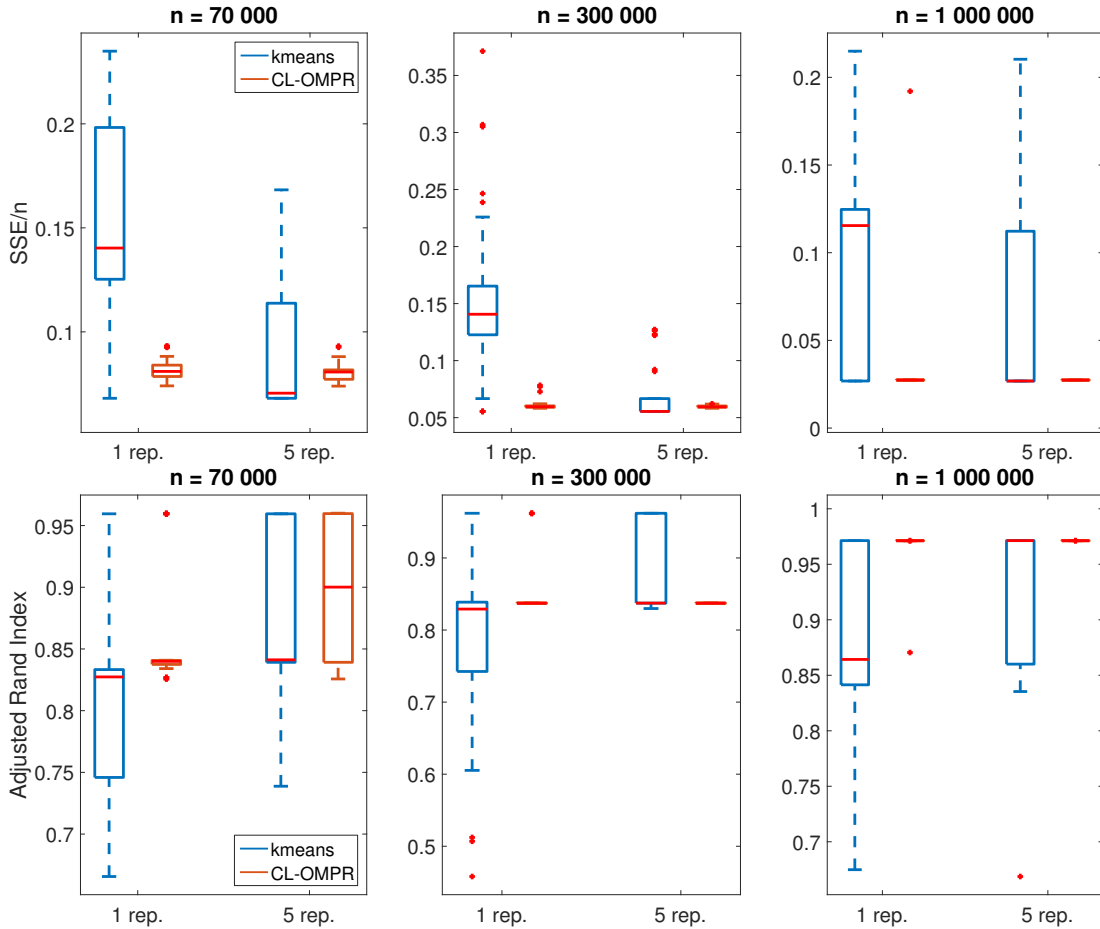 n = 70 000
n = 300 000
n = 1 000 000
kmeans
CL-OMPR
SSE/n
0.2
0.15
0.1
1 rep.
5 rep.
0.35
0.3
0.25
0.2
0.15
0.1
0.05
1 rep.
5 rep.
0.2
0.15
0.1
0.05
0
1 rep.
5 rep.
n = 70 000
n = 300 000
n = 1 000 000
Adjusted Rand Index
0.95
0.9
0.85
0.8
0.75
0.7
kmeans
CL-OMPR
1 rep.
5 rep.
0.9
0.8
0.7
0.6
0.5
1 rep.
5 rep.
1
0.95
0.9
0.85
0.8
0.75
0.7
1 rep.
5 rep.